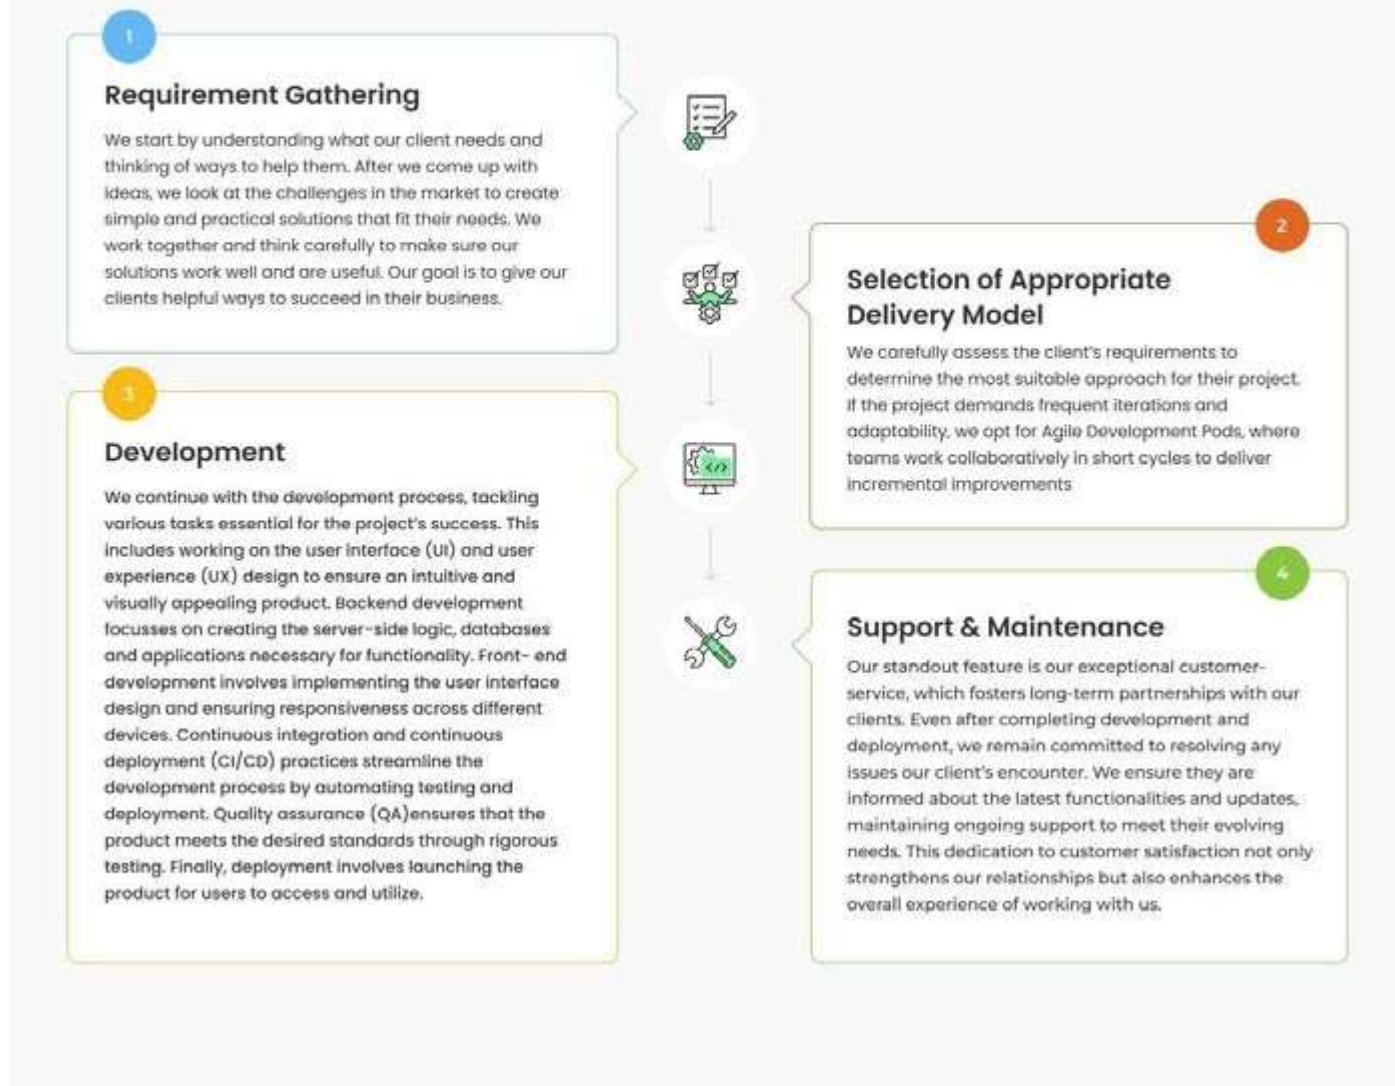 1
Requirement Gathering
We start by understanding what our client needs and
thinking of ways to help them. After we come up with
ideas, we look at the challenges in the market to create
simple and practical solutions that fit their needs. We
work together and think carefully to make sure our
solutions work well and are useful. Our goal is to give our
clients helpful ways to succeed in their business.
2
Selection of Appropriate
Delivery Model
We carefully assess the client's requirements to
determine the most suitable approach for their project.
If the project demands frequent iterations and
adaptability, we opt for Agile Development Pods, where
teams work collaboratively in short cycles to deliver
incremental improvements
3
Development
We continue with the development process, tackling
various tasks essential for the project's success. This
includes working on the user interface (UI) and user
experience (UX) design to ensure an intuitive and
visually appealing product. Backend development
focusses on creating the server-side logic, databases
and applications necessary for functionality. Front- end
development involves implementing the user interface
design and ensuring responsiveness across different
devices. Continuous integration and continuous
deployment (CI/CD) practices streamline the
development process by automating testing and
deployment. Quality assurance (QA)ensures that the
product meets the desired standards through rigorous
testing. Finally, deployment involves launching the
product for users to access and utilize.
4
Support & Maintenance
Our standout feature is our exceptional customer-
service, which fosters long-term partnerships with our
clients. Even after completing development and
deployment, we remain committed to resolving any
issues our client's encounter. We ensure they are
informed about the latest functionalities and updates,
maintaining ongoing support to meet their evolving
needs. This dedication to customer satisfaction not only
strengthens our relationships but also enhances the
overall experience of working with us.